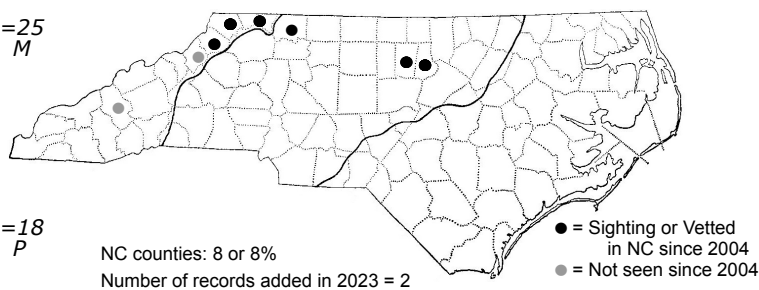 =25
M
=18
P
NC counties: 8 or 8%
Number of records added in 2023 = 2
● = Sighting or Vetted
in NC since 2004
● = Not seen since 2004